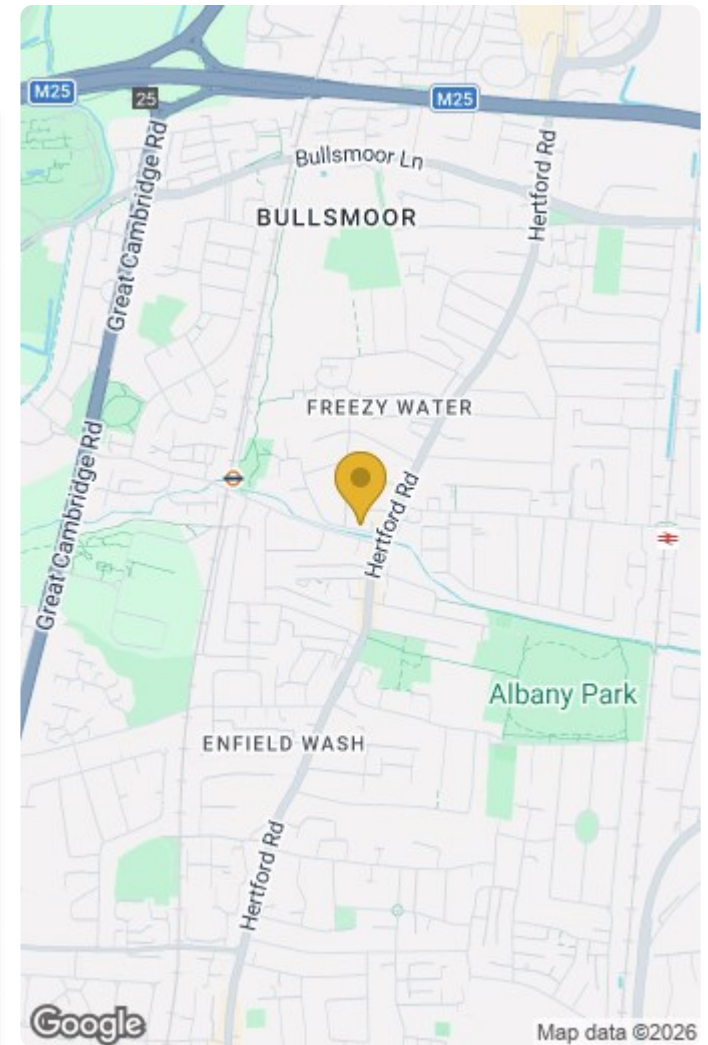 M25
25
M25
Bullsmoor Ln
Hertford Rd
BULLSMOOR
Great Cambridge Rd
FREEZY WATER
Great Cambridge Rd
Hertford Rd
Albany Park
ENFIELD WASH
Hertford Rd
Google
Map data ©2026